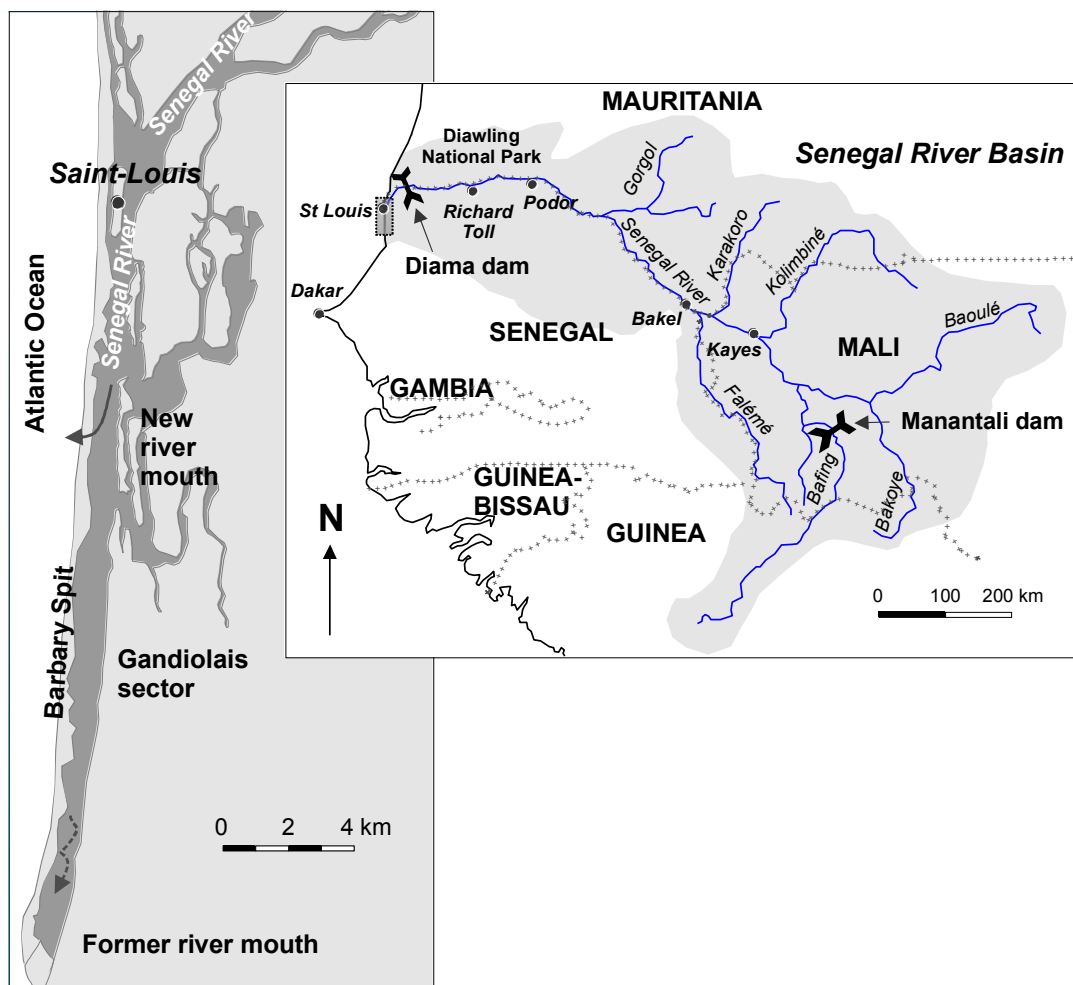 Senegal River
Senegal River
Saint-Louis
Senegal River
Atlantic Ocean
New
river
mouth
Barbary Spit
Gandiolais
sector
0 2 4 km
Former river mouth
MAURITANIA
Senegal River Basin
Diawling
National Park
Gorgol
St Louis
Richard
Toll
Podor
Diama dam
Senegal River
Karakoro
Kolimbiné
Dakar
Bakel
SENEGAL
Kayes
MALI
Baoulé
GAMBIA
Falémé
Manantali dam
Bafing
Bakoye
GUINEA-
BISSAU
GUINEA
N
0 100 200 km